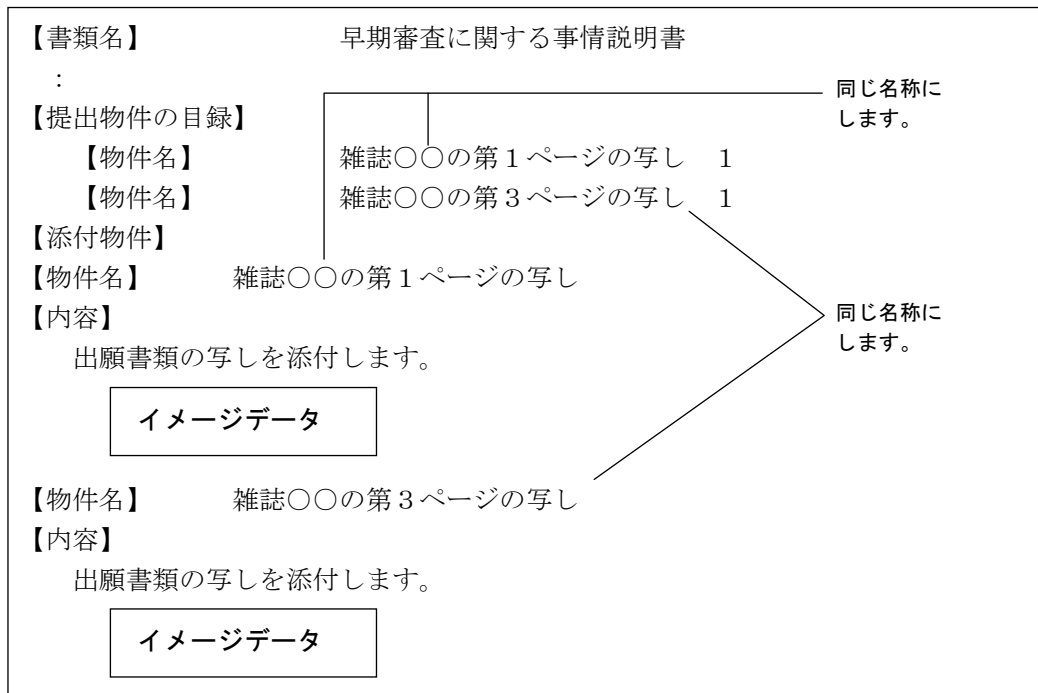 【書類名】　早期審査に関する事情説明書
：
【提出物件の目録】
【物件名】　雑誌○○の第１ページの写し　１
【物件名】　雑誌○○の第３ページの写し　１
同じ名称に
します。
【添付物件】
【物件名】　雑誌○○の第１ページの写し
【内容】
出願書類の写しを添付します。
イメージデータ
同じ名称に
します。
【物件名】　雑誌○○の第３ページの写し
【内容】
出願書類の写しを添付します。
イメージデータ